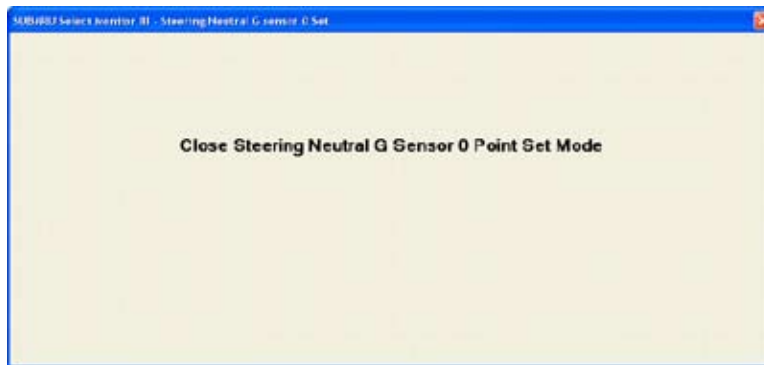 SUBARU Select Monitor III - Steering Neutral G sensor 0 Set
Close Steering Neutral G Sensor 0 Point Set Mode